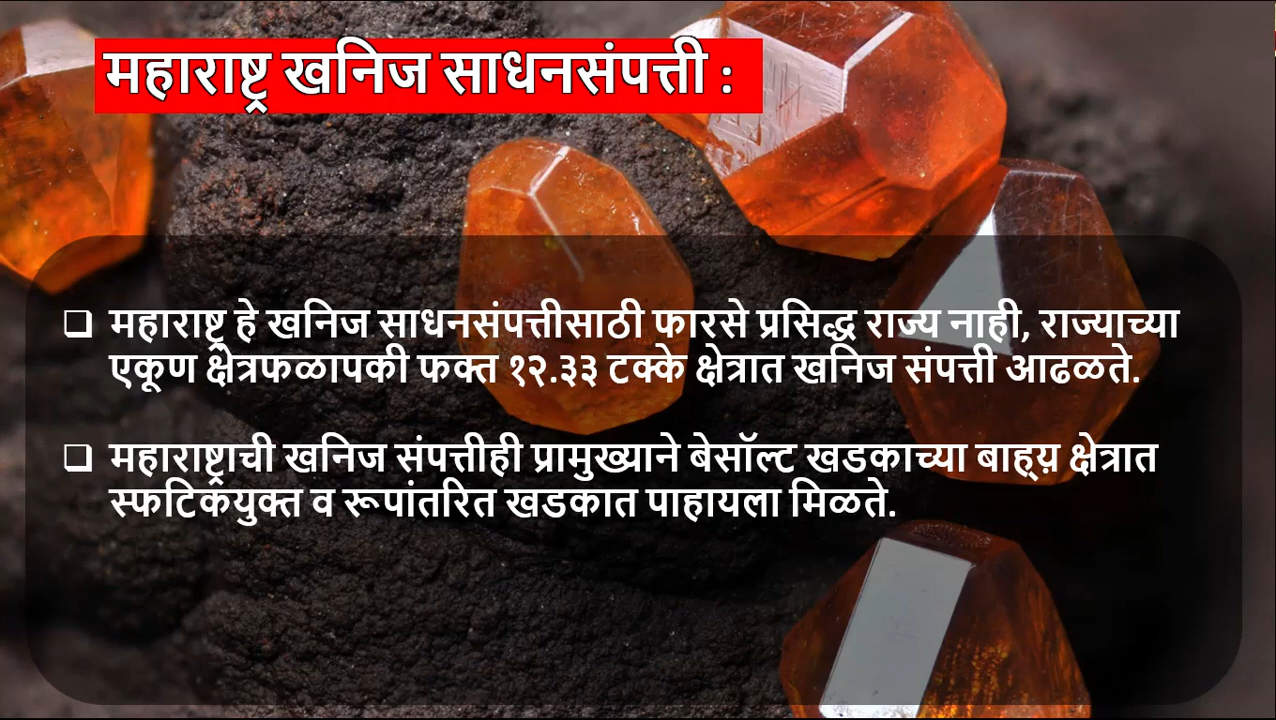 महाराष्ट्र खनिज साधनसंपत्ती :
❑ महाराष्ट्र हे खनिज साधनसंपत्तीसाठी फारसे प्रसिद्ध राज्य नाही, राज्याच्या
एकूण क्षेत्रफळापकी फक्त १२.३३ टक्के क्षेत्रात खनिज संपत्ती आढळते.
❑ महाराष्ट्राची खनिज संपत्तीही प्रामुख्याने बेसॉल्ट खडकाच्या बाह्य़ क्षेत्रात
स्फटिकयुक्त व रूपांतरित खडकात पाहायला मिळते.